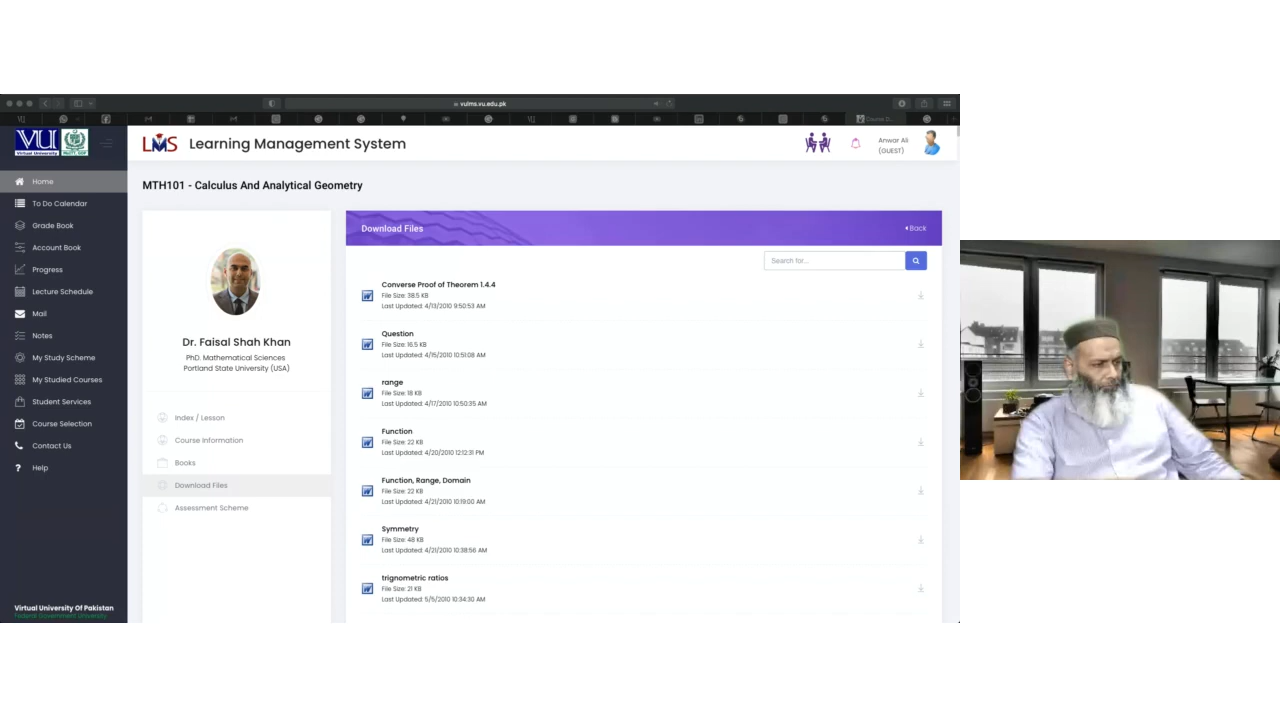 vulms.vu.edu.pk
VU
Virtual University
LMS
Learning Management System
Anwar Ali
(GUEST)
Home
To Do Calendar
Grade Book
Account Book
Progress
Lecture Schedule
Mail
Notes
My Study Scheme
My Studied Courses
Student Services
Course Selection
Contact Us
Help
Virtual University Of Pakistan
Federal Government University
MTH101 - Calculus And Analytical Geometry
Dr. Faisal Shah Khan
PhD. Mathematical Sciences
Portland State University (USA)
Index / Lesson
Course Information
Books
Download Files
Assessment Scheme
Download Files
Back
Search for...
Converse Proof of Theorem 1.4.4
File Size: 38.5 KB
Last Updated: 4/13/2010 9:50:53 AM
Question
File Size: 16.5 KB
Last Updated: 4/15/2010 10:51:08 AM
range
File Size: 18 KB
Last Updated: 4/17/2010 10:50:35 AM
Function
File Size: 22 KB
Last Updated: 4/20/2010 12:12:31 PM
Function, Range, Domain
File Size: 22 KB
Last Updated: 4/21/2010 10:19:00 AM
Symmetry
File Size: 48 KB
Last Updated: 4/21/2010 10:38:56 AM
trignometric ratios
File Size: 21 KB
Last Updated: 5/5/2010 10:34:30 AM